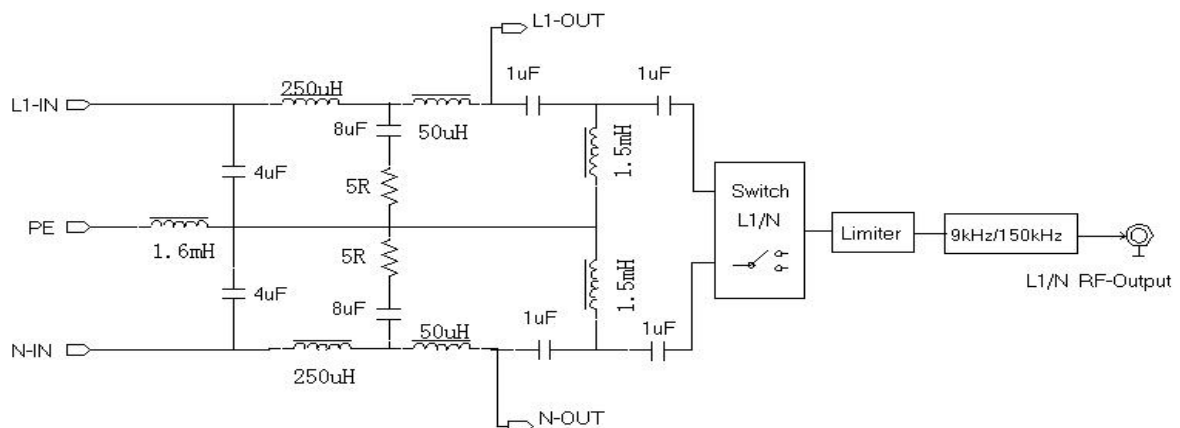 L1-OUT
1uF
1uF
250uH
L1-IN
8uF
50uH
1.5mH
4uF
5R
Switch
L1/N
PE
1.6mH
Limiter
9kHz/150kHz
5R
L1/N RF-Output
4uF
1.5mH
8uF
1uF
1uF
50uH
N-IN
250uH
N-OUT